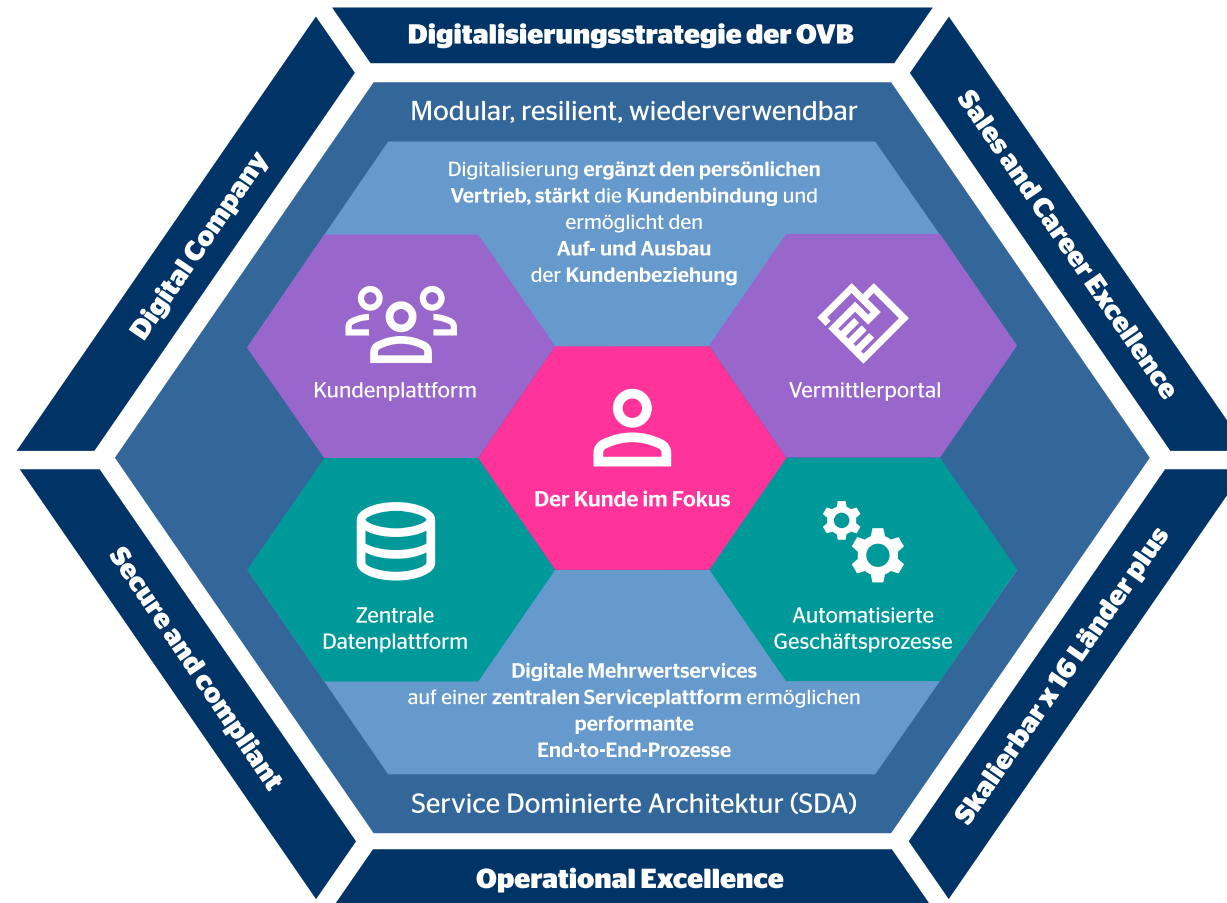 Digitalisierungsstrategie der OVB
Digital Company
Sales and Career Excellence
Modular, resilient, wiederverwendbar
Digitalisierung ergänzt den persönlichen
Vertrieb, stärkt die Kundenbindung und
ermöglicht den
Auf- und Ausbau
der Kundenbeziehung
Kundenplattform
Vermittlerportal
Der Kunde im Fokus
Zentrale
Datenplattform
Automatisierte
Geschäftsprozesse
Digitale Mehrwertservices
auf einer zentralen Serviceplattform ermöglichen
performante
End-to-End-Prozesse
Service Dominierte Architektur (SDA)
Secure and compliant
Skalierbar x 16 Länder plus
Operational Excellence